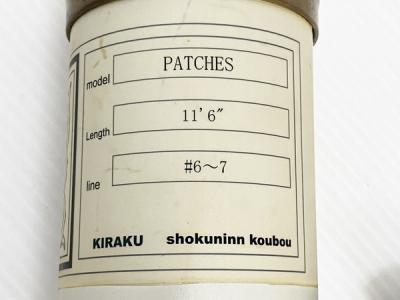 model PATCHES
Length 11'6"
line #6～7
KIRAKU shokuninn koubou